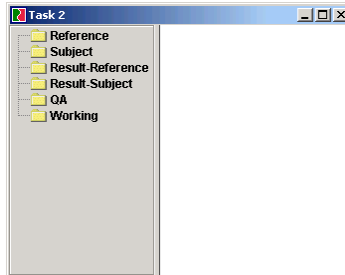 Task 2
Reference
Subject
Result-Reference
Result-Subject
QA
Working